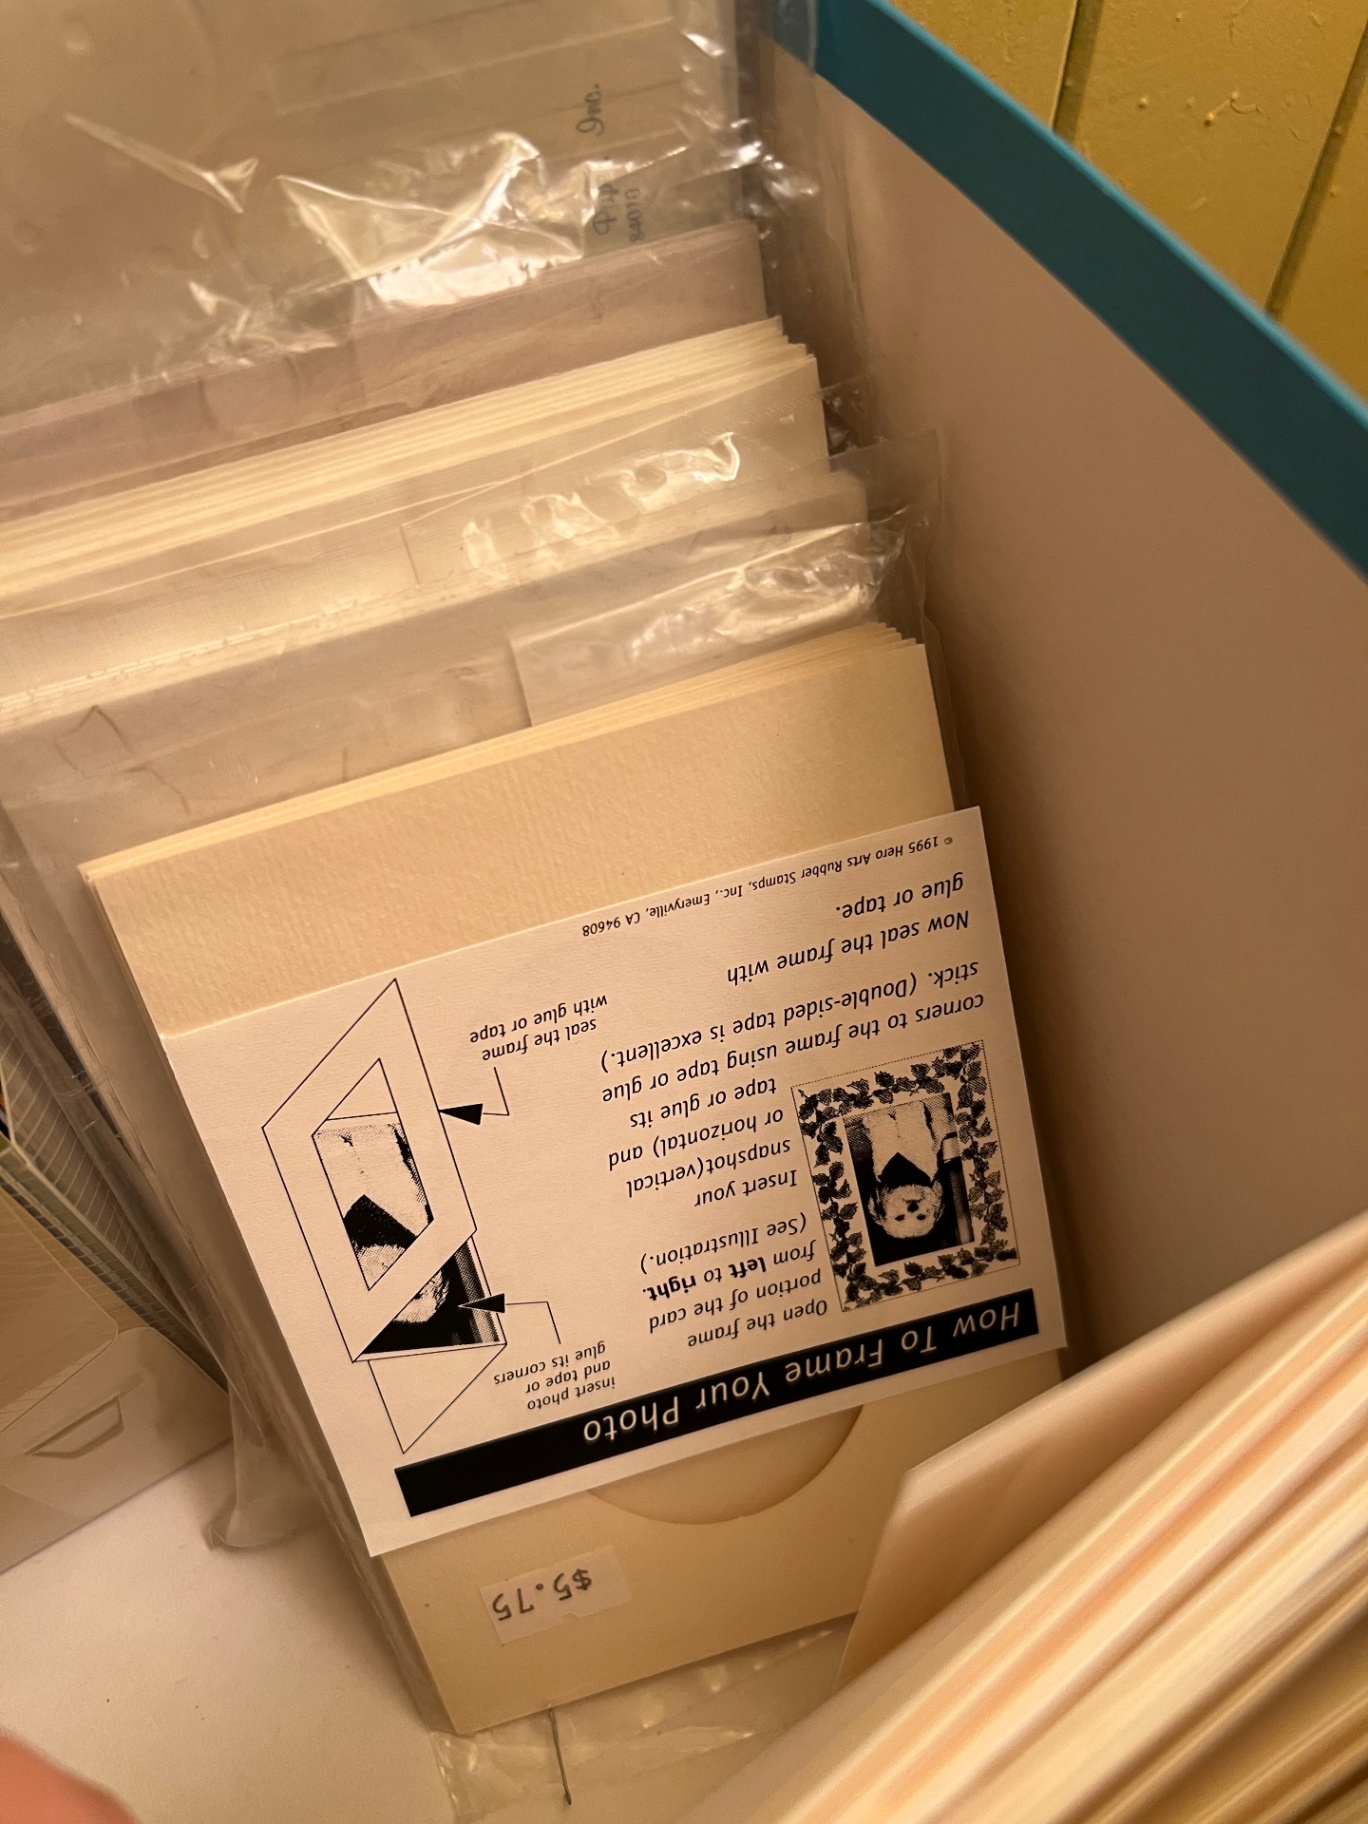 How To Frame Your Photo
Open the frame
portion of the card
from left to right.
(See Illustration.)
Insert your
snapshot(vertical
or horizontal) and
tape or glue its
corners to the frame using tape or glue
stick. (Double-sided tape is excellent.)
Now seal the frame with
glue or tape.
insert photo
and tape or
glue its corners
seal the frame
with glue or tape
© 1995 Hero Arts Rubber Stamps, Inc., Emeryville, CA 94608
$5.75
Inc.